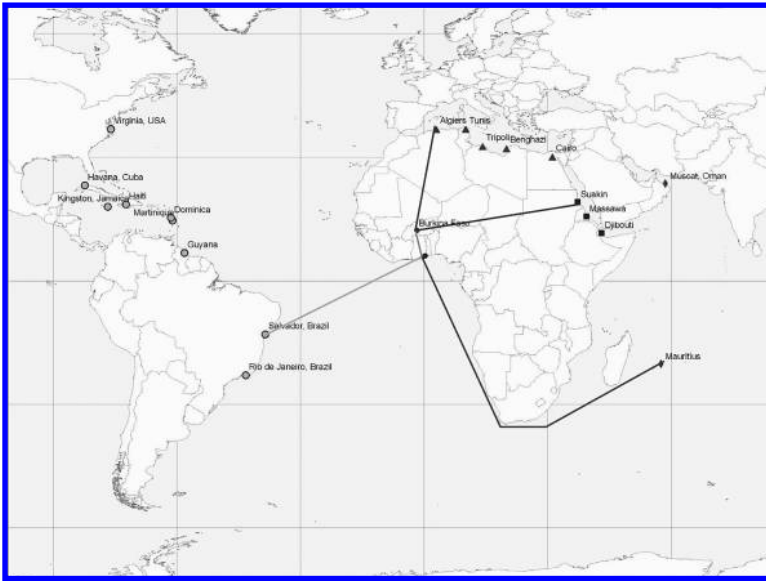 Virginia, USA
Algiers Tunis
Tripoli
Benghazi
Cairo
Havana, Cuba
Muscat, Oman
Kingston, Jamaica
Haiti
Suakin
Martinique
Dominica
Massawa
Burkina Faso
Djibouti
Guyana
Salvador, Brazil
Mauritius
Rio de Janeiro, Brazil